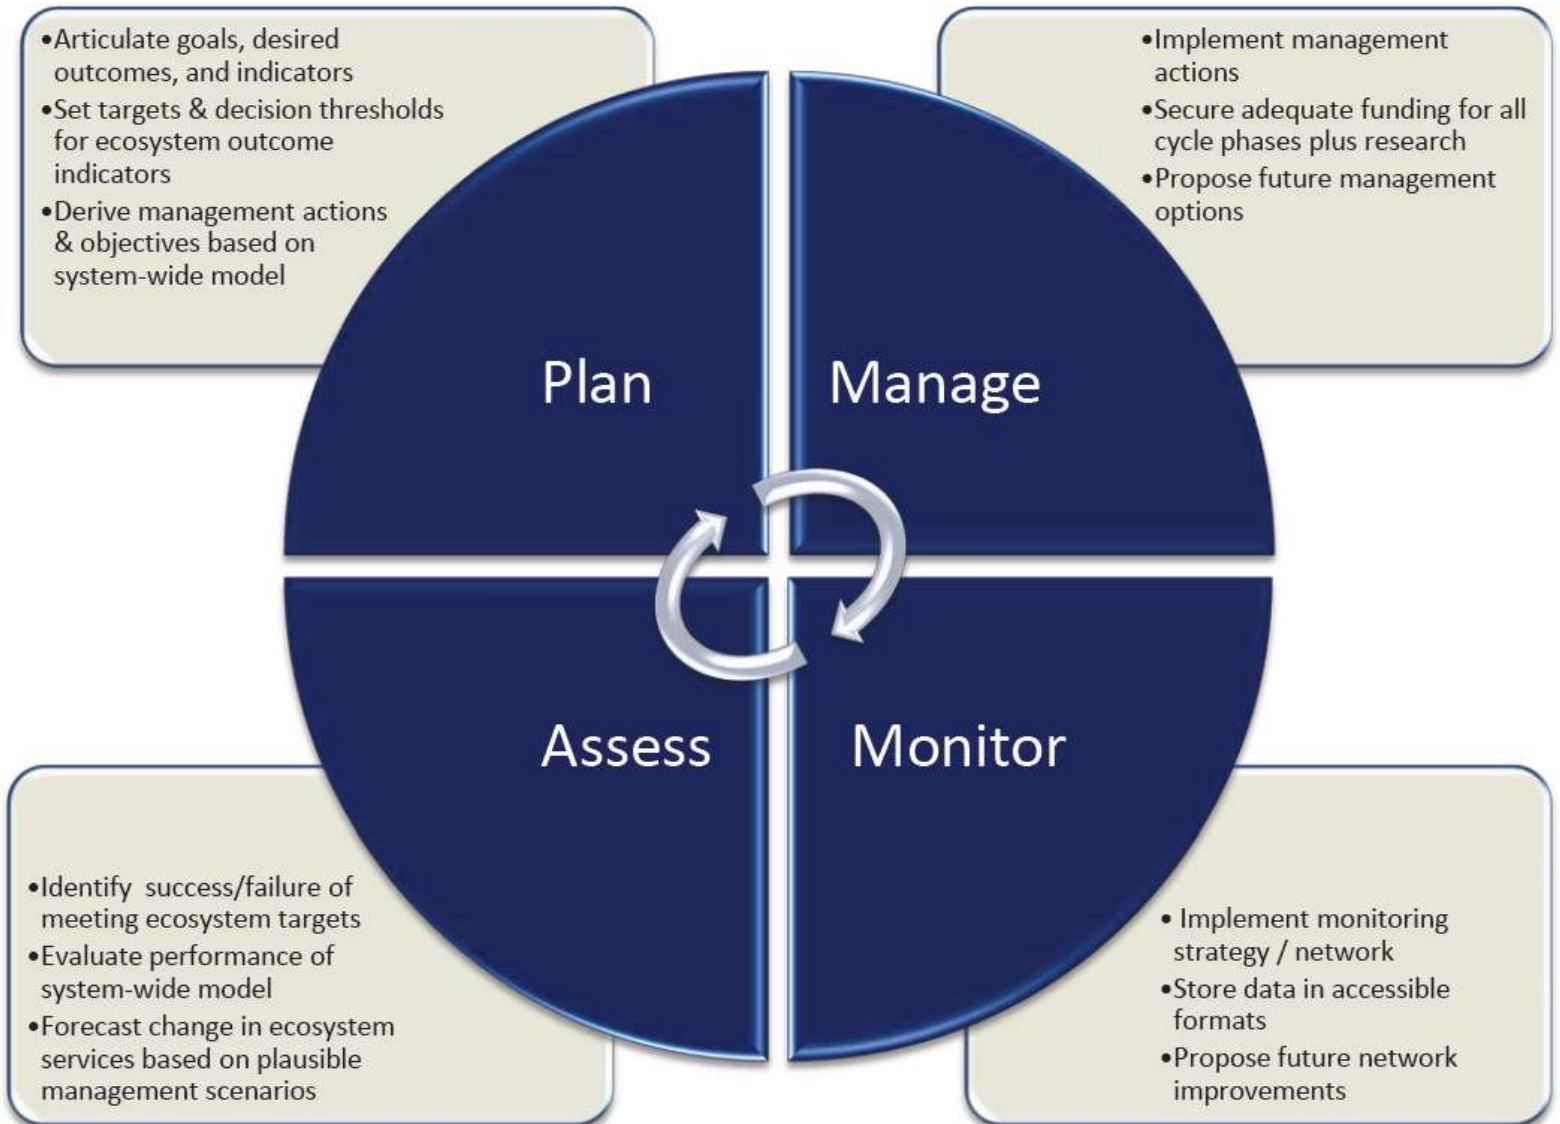 •Articulate goals, desired
outcomes, and indicators
•Set targets & decision thresholds
for ecosystem outcome
indicators
•Derive management actions
& objectives based on
system-wide model
•Implement management
actions
•Secure adequate funding for all
cycle phases plus research
•Propose future management
options
Plan
Manage
Assess
Monitor
•Identify success/failure of
meeting ecosystem targets
•Evaluate performance of
system-wide model
•Forecast change in ecosystem
services based on plausible
management scenarios
• Implement monitoring
strategy / network
•Store data in accessible
formats
•Propose future network
improvements